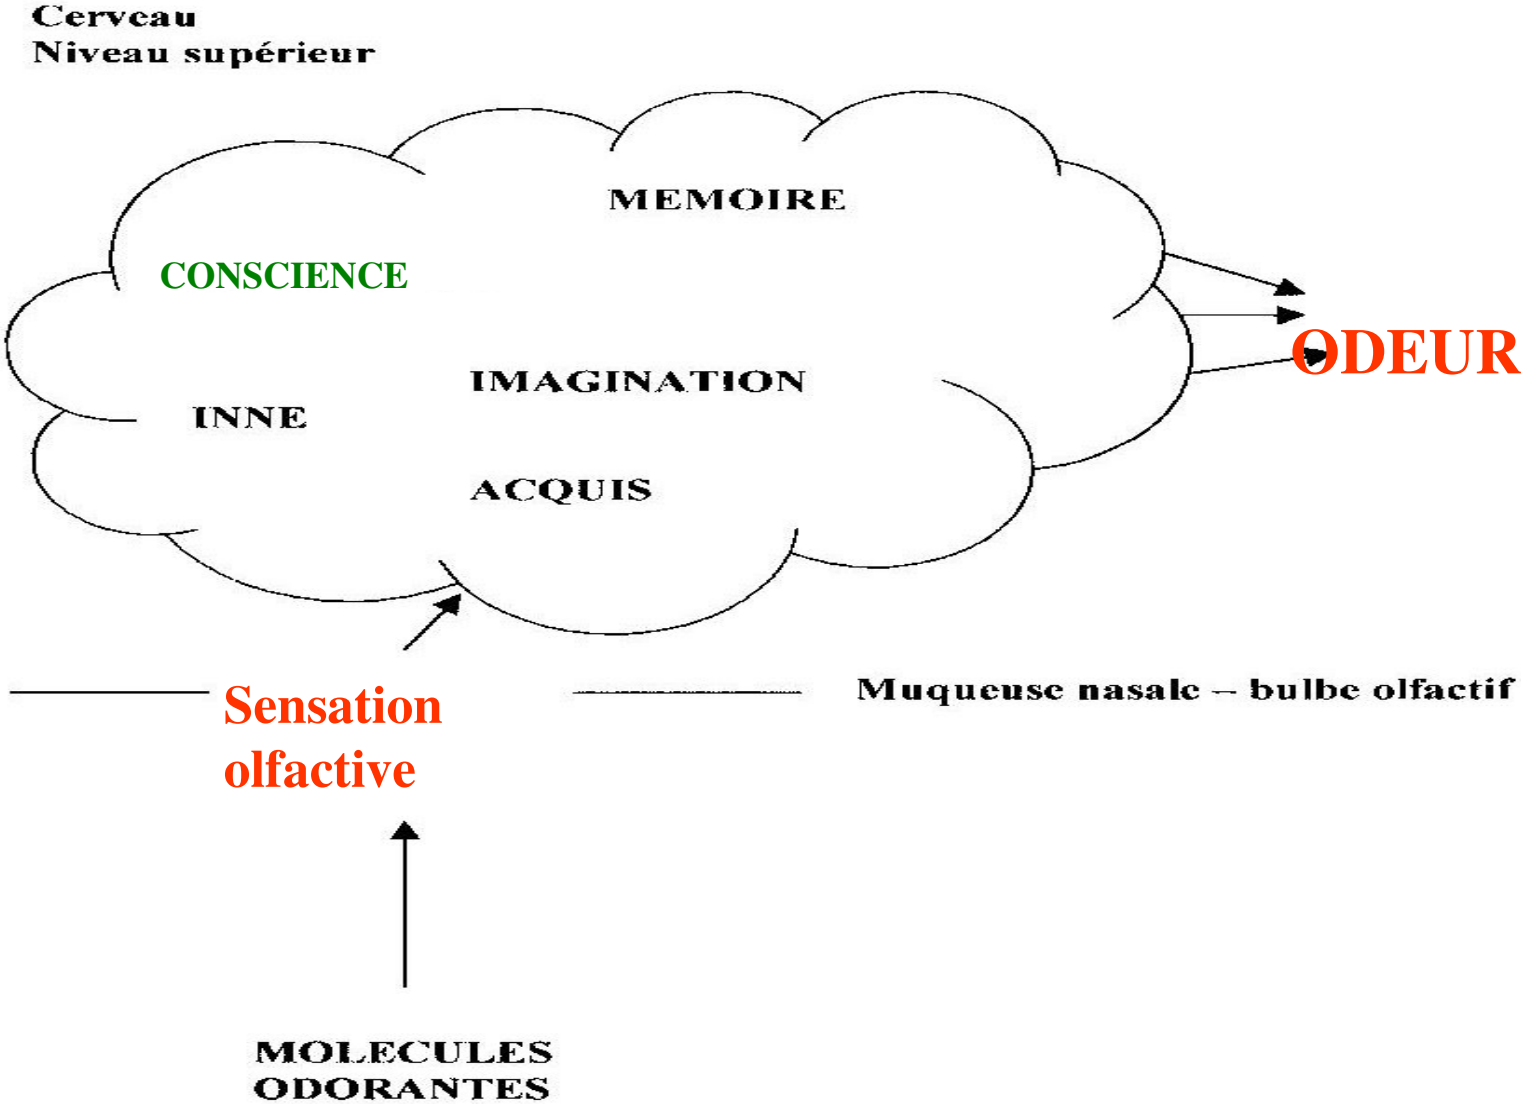 Cerveau
Niveau supérieur
MEMOIRE
CONSCIENCE
ODEUR
IMAGINATION
INNE
ACQUIS
Sensation
olfactive
Muqueuse nasale – bulbe olfactif
MOLECULES
ODORANTES